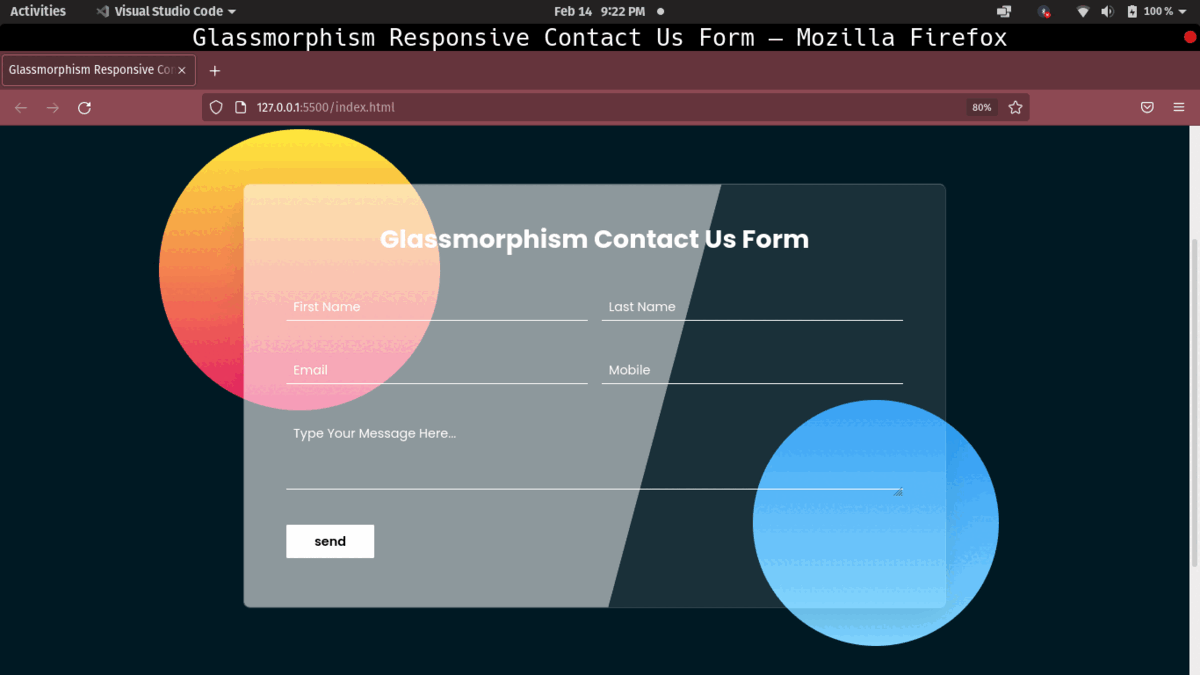 Activities Visual Studio Code Feb 14 9:22 PM 100 %
Glassmorphism Responsive Contact Us Form — Mozilla Firefox
Glassmorphism Responsive Con
127.0.0.1:5500/index.html 80%
Glassmorphism Contact Us Form
First Name Last Name
Email Mobile
Type Your Message Here...
send